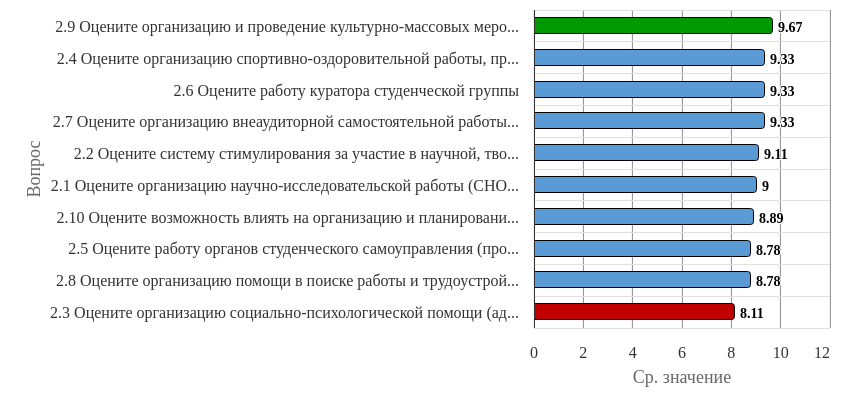 2.9 Оцените организацию и проведение культурно-массовых меро... 9.67
2.4 Оцените организацию спортивно-оздоровительной работы, пр... 9.33
2.6 Оцените работу куратора студенческой группы 9.33
2.7 Оцените организацию внеаудиторной самостоятельной работы... 9.33
2.2 Оцените систему стимулирования за участие в научной, тво... 9.11
2.1 Оцените организацию научно-исследовательской работы (СНО... 9
2.10 Оцените возможность влиять на организацию и планировани... 8.89
2.5 Оцените работу органов студенческого самоуправления (про... 8.78
2.8 Оцените организацию помощи в поиске работы и трудоустрой... 8.78
2.3 Оцените организацию социально-психологической помощи (ад... 8.11
Вопрос
0 2 4 6 8 10 12
Ср. значение